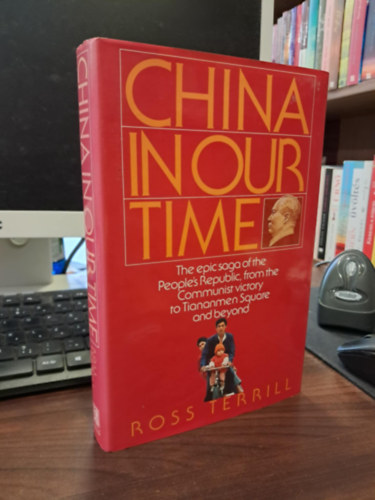 CHINA
IN OUR
TIME
The epic saga of the
People's Republic, from the
Communist victory
to Tiananmen Square
and beyond
ROSS TERRILL
CHINA IN OUR TIME